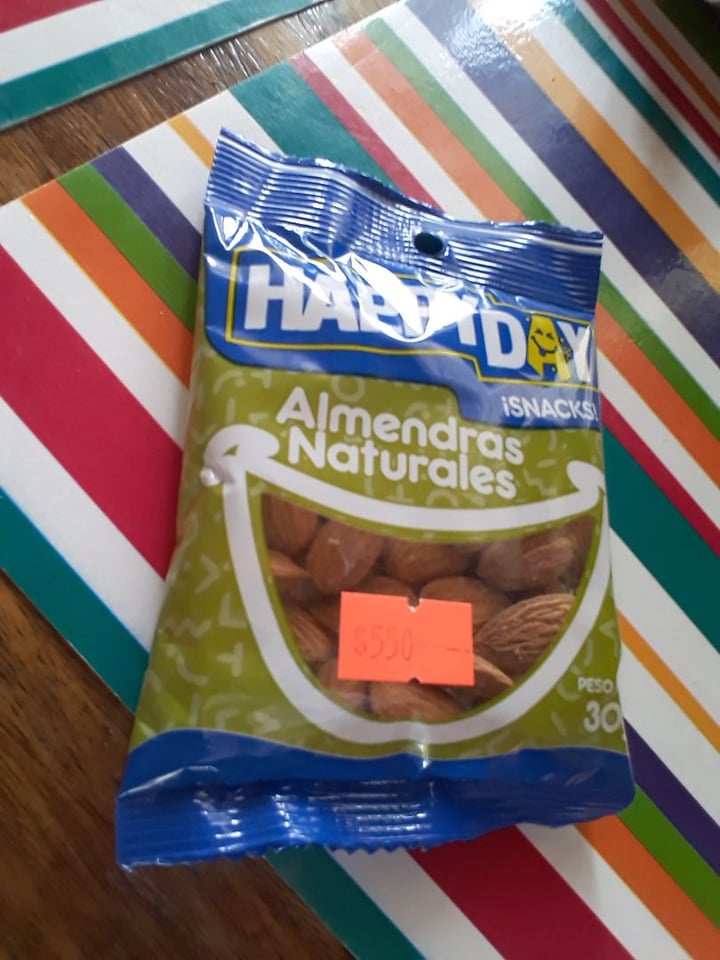 HAPPYDAY
¡SNACKS!
Almendras
Naturales
$550
PESO
30